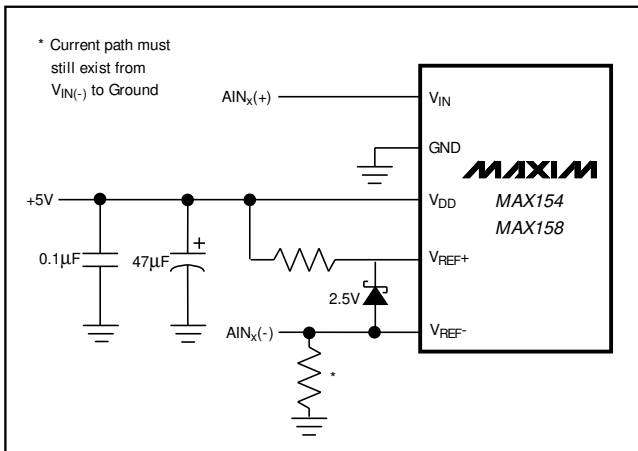 * Current path must
still exist from
VIN(-) to Ground
AINx(+)
VIN
GND
MAXIM
+5V
VDD
MAX154
MAX158
0.1μF
47μF
+
VREF+
2.5V
AINx(-)
VREF-
*